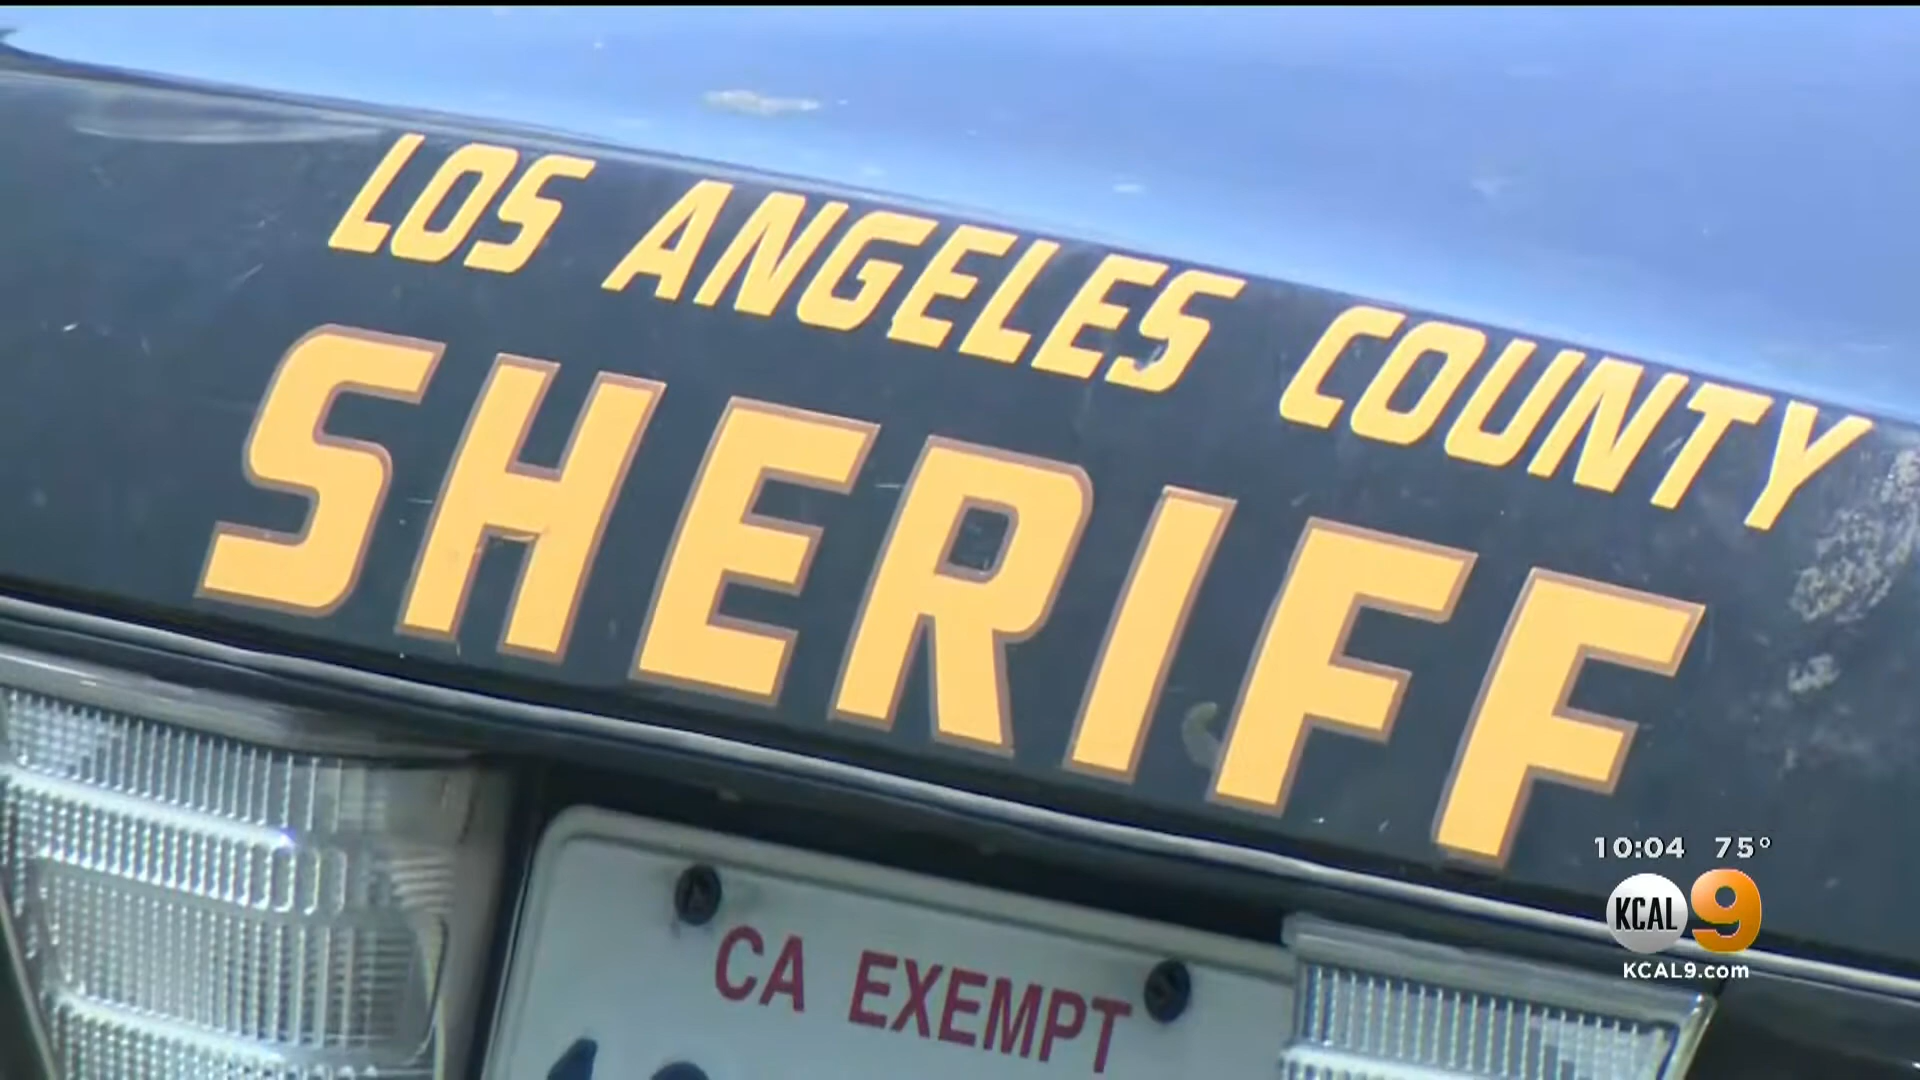 LOS ANGELES COUNTY
SHERIFF
CA EXEMPT
10:04 75°
KCAL 9
KCAL9.com